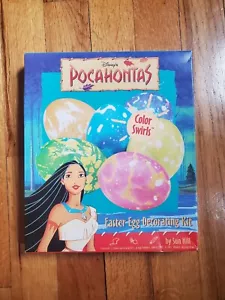 Disney's
POCAHONTAS
Color
Swirls
Easter Egg Decorating Kit
by Sun Hill